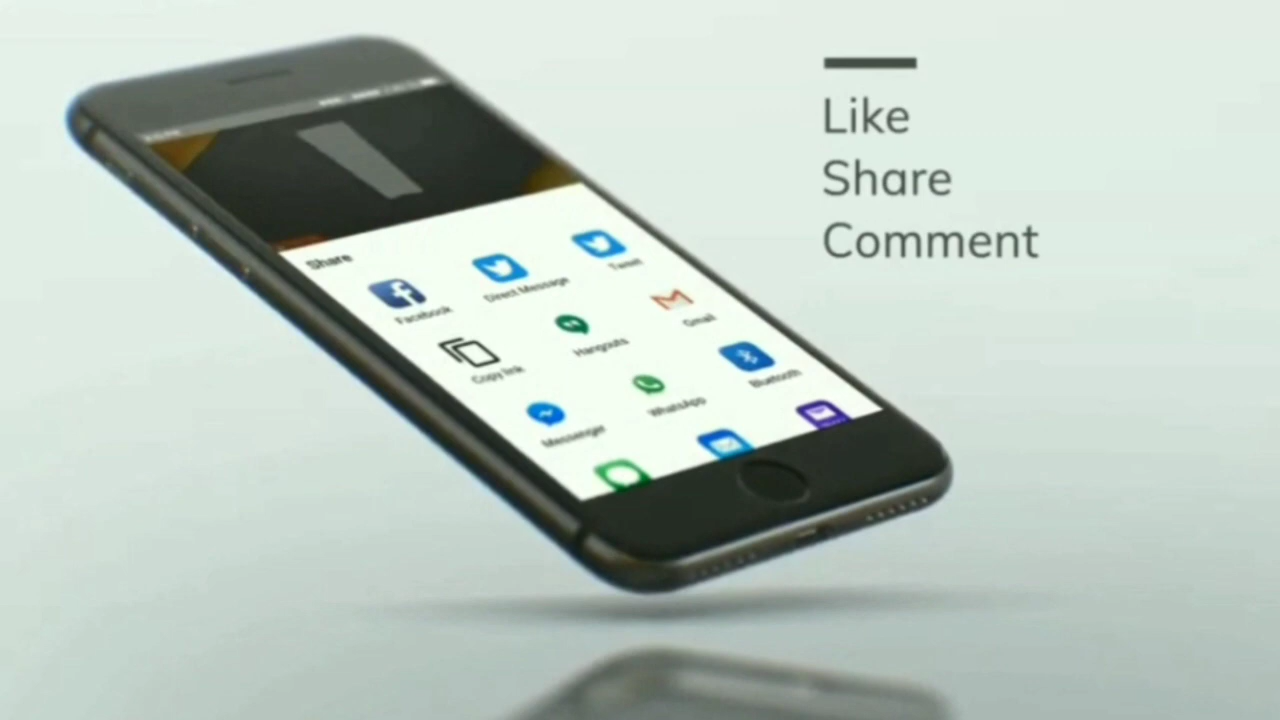 Like
Share
Comment
Share
Facebook
Direct Message
Tweet
Copy link
Hangouts
Gmail
Messenger
WhatsApp
Bluetooth